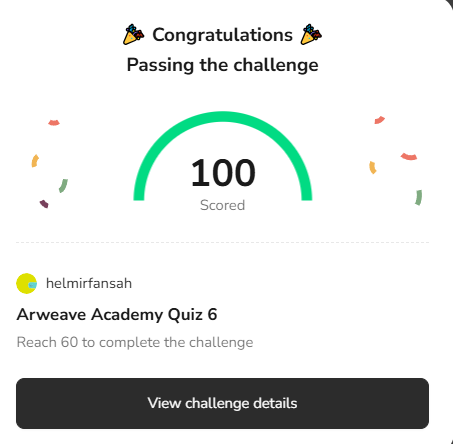 🎉 Congratulations 🎉
Passing the challenge
100
Scored
helmirfansah
Arweave Academy Quiz 6
Reach 60 to complete the challenge
View challenge details